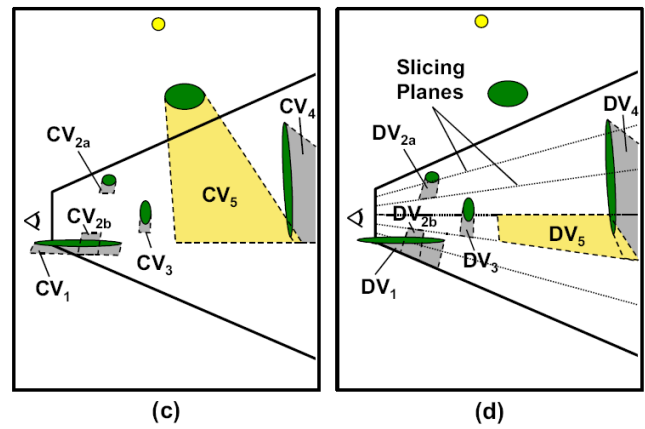 CV4
CV2a
CV5
CV2b
CV3
CV1
(c)
Slicing
Planes
DV4
DV2a
DV2b
DV5
DV3
DV1
(d)